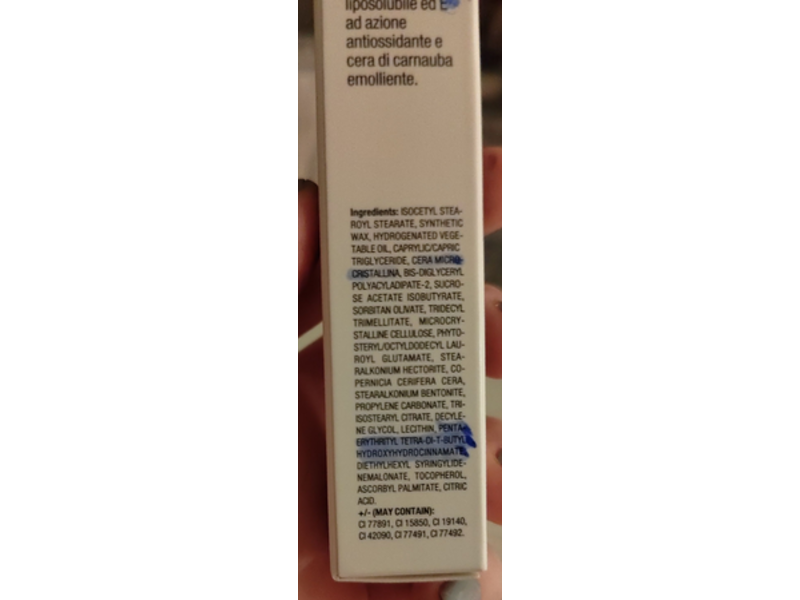 liposolubile ed E
ad azione
antiossidante e
cera di carnauba
emolliente.
Ingredients: ISOCETYL STEA-
ROYL STEARATE, SYNTHETIC
WAX, HYDROGENATED VEGE-
TABLE OIL, CAPRYLIC/CAPRIC
TRIGLYCERIDE, CERA MICRO-
CRISTALLINA, BIS-DIGLYCERYL
POLYACYLADIPATE-2, SUCRO-
SE ACETATE ISOBUTYRATE,
SORBITAN OLIVATE, TRIDECYL
TRIMELLITATE, MICROCRY-
STALLINE CELLULOSE, PHYTO-
STERYL/OCTYLDODECYL LAU-
ROYL GLUTAMATE, STEA-
RALKONIUM HECTORITE, CO-
PERNICIA CERIFERA CERA,
STEARALKONIUM BENTONITE,
PROPYLENE CARBONATE, TRI-
ISOSTEARYL CITRATE, DECYLE-
NE GLYCOL, LECITHIN, PENTA-
ERYTHRITYL TETRA-DI-T-BUTYL
HYDROXYHYDROCINNAMATE,
DIETHYLHEXYL SYRINGYLIDE-
NEMALONATE, TOCOPHEROL,
ASCORBYL PALMITATE, CITRIC
ACID.
+/- (MAY CONTAIN):
CI 77891, CI 15850, CI 19140,
CI 42090, CI 77491, CI 77492.